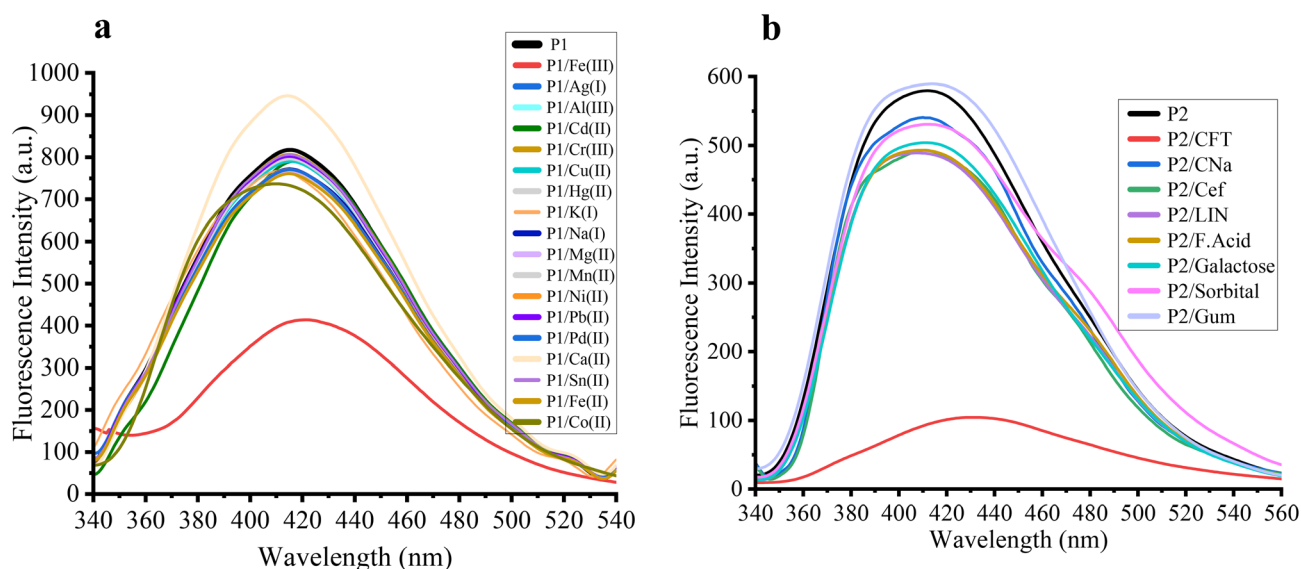 a
P1
P1/Fe(III)
P1/Ag(I)
P1/Al(III)
P1/Cd(II)
P1/Cr(III)
P1/Cu(II)
P1/Hg(II)
P1/K(I)
P1/Na(I)
P1/Mg(II)
P1/Mn(II)
P1/Ni(II)
P1/Pb(II)
P1/Pd(II)
P1/Ca(II)
P1/Sn(II)
P1/Fe(II)
P1/Co(II)
Fluorescence Intensity (a.u.)
1000
900
800
700
600
500
400
300
200
100
0
340 360 380 400 420 440 460 480 500 520 540
Wavelength (nm)
b
P2
P2/CFT
P2/CNa
P2/Cef
P2/LIN
P2/F.Acid
P2/Galactose
P2/Sorbital
P2/Gum
Fluorescence Intensity (a.u.)
600
500
400
300
200
100
0
340 360 380 400 420 440 460 480 500 520 540 560
Wavelength (nm)